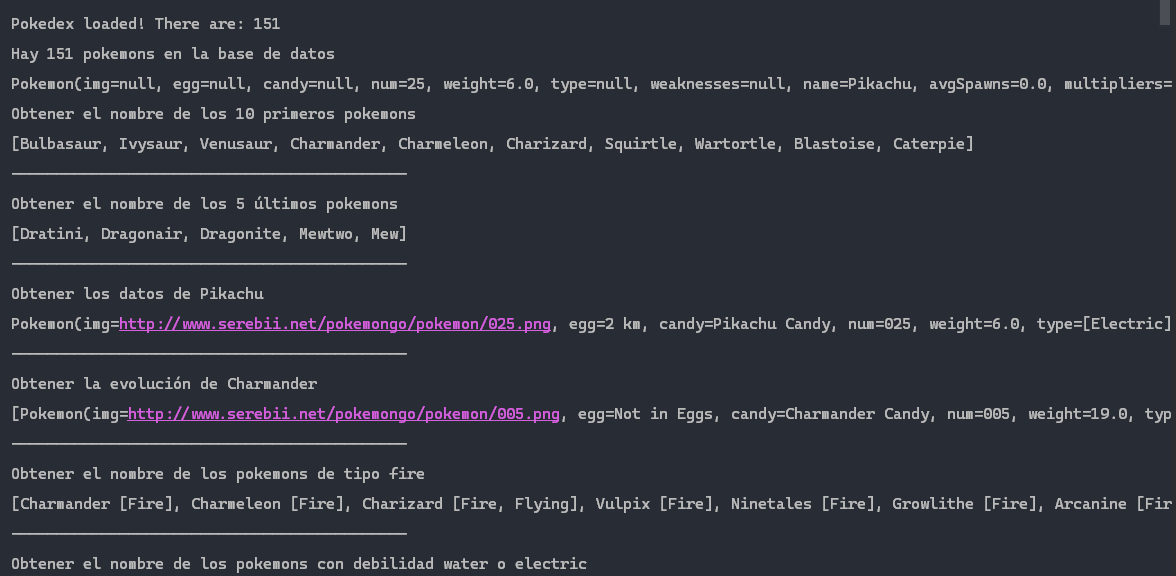 Pokedex loaded! There are: 151
Hay 151 pokemons en la base de datos
Pokemon(img=null, egg=null, candy=null, num=25, weight=6.0, type=null, weaknesses=null, name=Pikachu, avgSpawns=0.0, multipliers=
Obtener el nombre de los 10 primeros pokemons
[Bulbasaur, Ivysaur, Venusaur, Charmander, Charmeleon, Charizard, Squirtle, Wartortle, Blastoise, Caterpie]
____________________________________________
Obtener el nombre de los 5 últimos pokemons
[Dratini, Dragonair, Dragonite, Mewtwo, Mew]
____________________________________________
Obtener los datos de Pikachu
Pokemon(img=http://www.serebii.net/pokemongo/pokemon/025.png, egg=2 km, candy=Pikachu Candy, num=025, weight=6.0, type=[Electric]
____________________________________________
Obtener la evolución de Charmander
[Pokemon(img=http://www.serebii.net/pokemongo/pokemon/005.png, egg=Not in Eggs, candy=Charmander Candy, num=005, weight=19.0, typ
____________________________________________
Obtener el nombre de los pokemons de tipo fire
[Charmander [Fire], Charmeleon [Fire], Charizard [Fire, Flying], Vulpix [Fire], Ninetales [Fire], Growlithe [Fire], Arcanine [Fir
____________________________________________
Obtener el nombre de los pokemons con debilidad water o electric